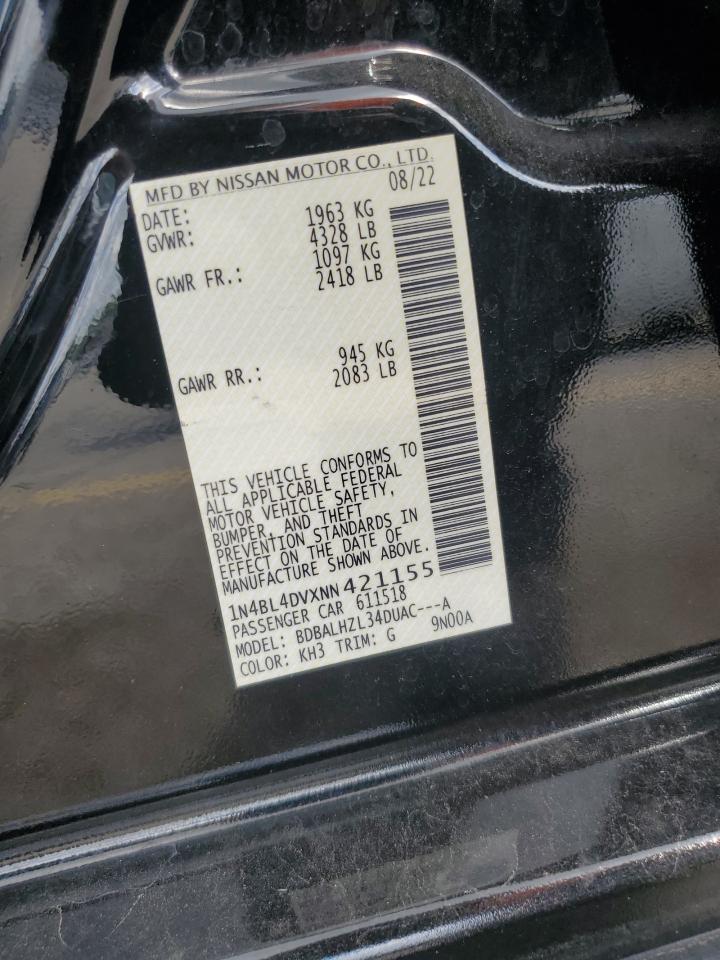 MFD BY NISSAN MOTOR CO., LTD.
DATE: 08/22
GVWR: 1963 KG
4328 LB
GAWR FR.: 1097 KG
2418 LB
GAWR RR.: 945 KG
2083 LB
THIS VEHICLE CONFORMS TO
ALL APPLICABLE FEDERAL
MOTOR VEHICLE SAFETY,
BUMPER, AND THEFT
PREVENTION STANDARDS IN
EFFECT ON THE DATE OF
MANUFACTURE SHOWN ABOVE.
1N4BL4DVXNN421155
PASSENGER CAR 611518
MODEL: BDBALHZL34DUAC---A
COLOR: KH3 TRIM: G 9N00A